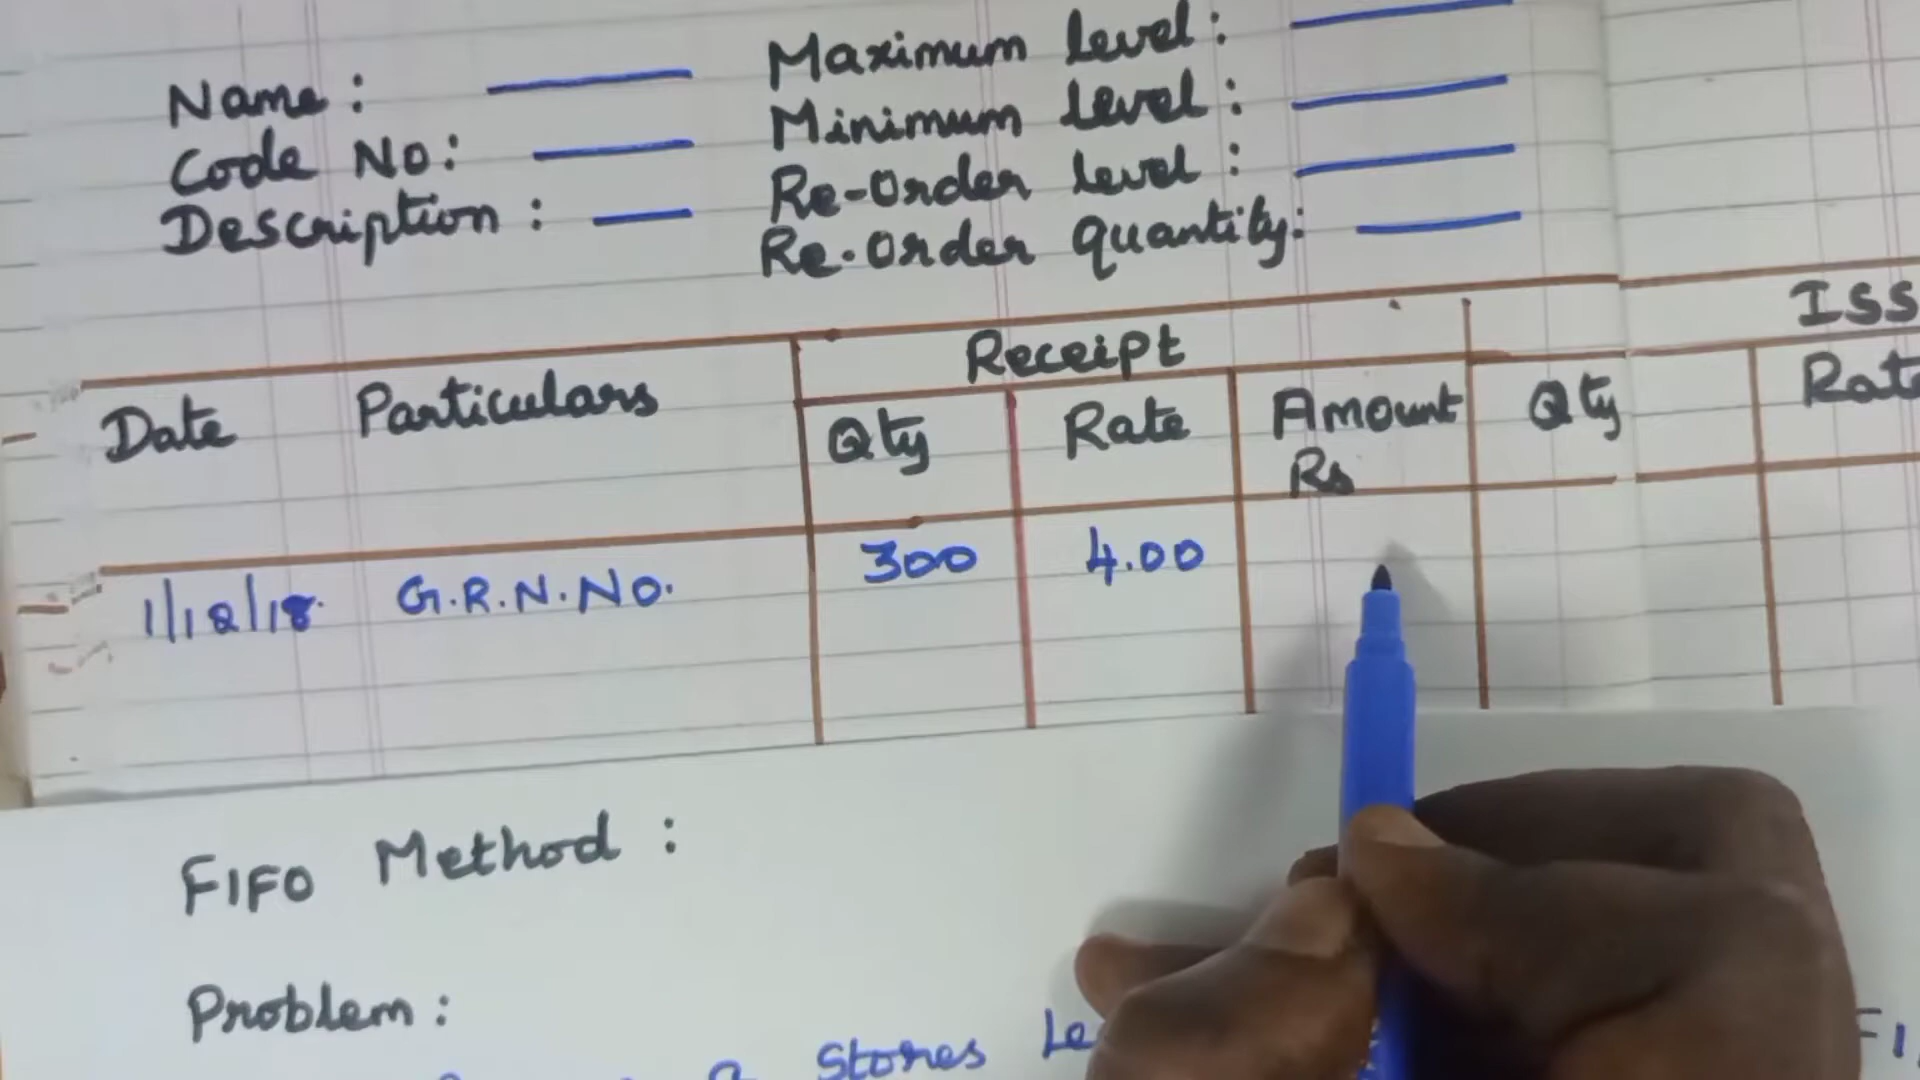 Name :
Code No :
Description :
Maximum level :
Minimum level :
Re-Order level :
Re-Order quantity :
Date Particulars Receipt
Qty Rate Amount Rs
Qty Rate
1/12/18 G.R.N.No. 300 4.00
FIFO Method :
Problem :
Stores